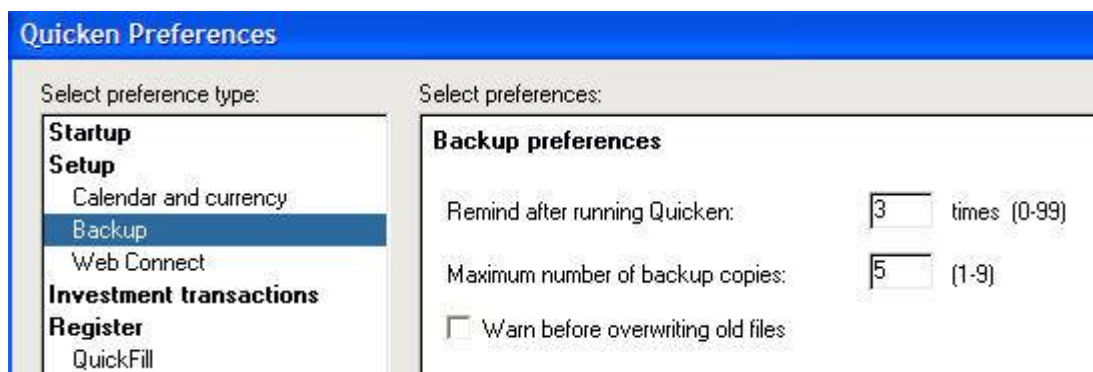 Quicken Preferences
Select preference type:
Startup
Setup
Calendar and currency
Backup
Web Connect
Investment transactions
Register
QuickFill
Select preferences:
Backup preferences
Remind after running Quicken: 3 times (0-99)
Maximum number of backup copies: 5 (1-9)
Warn before overwriting old files